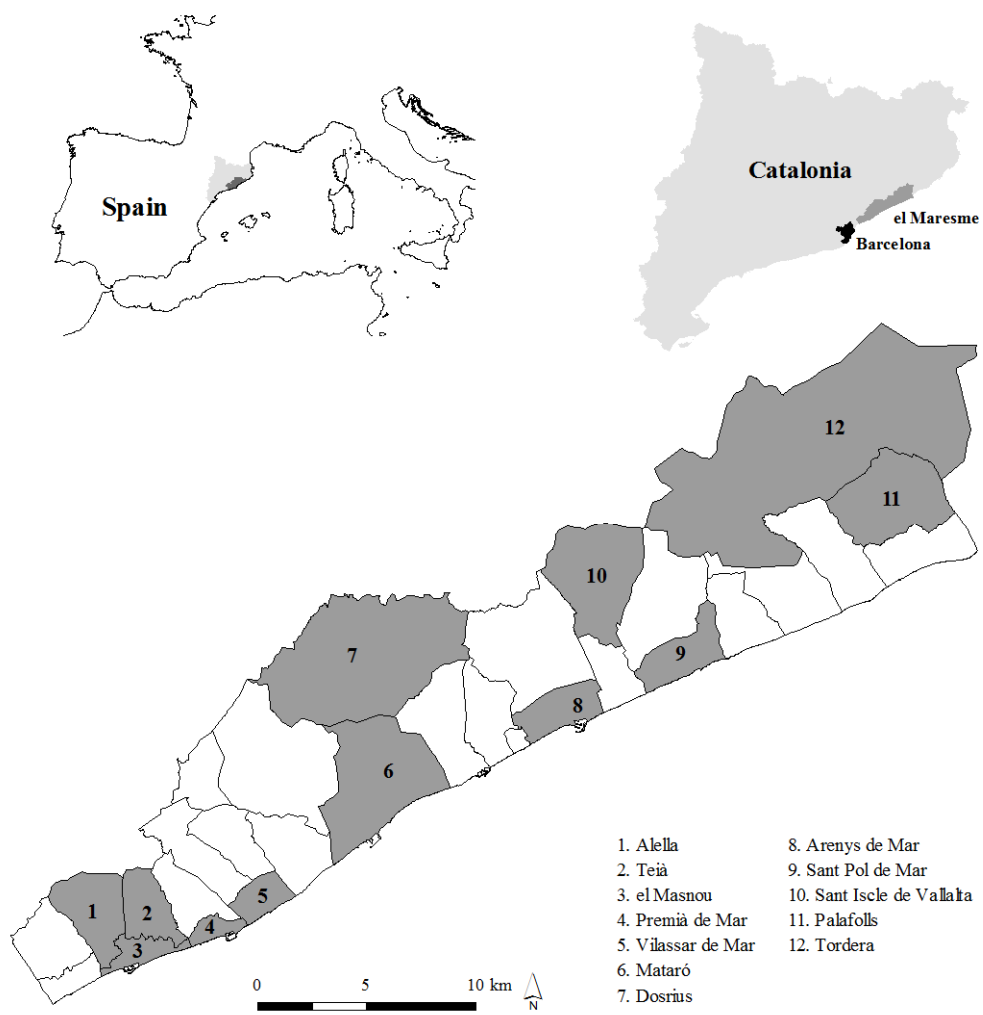 Spain
Catalonia
el Maresme
Barcelona
12
11
10
9
7
8
6
5
1
2
4
3
1. Alella
2. Teià
3. el Masnou
4. Premià de Mar
5. Vilassar de Mar
6. Mataró
7. Dosrius
8. Arenys de Mar
9. Sant Pol de Mar
10. Sant Iscle de Vallalta
11. Palafolls
12. Tordera
0 5 10 km
N